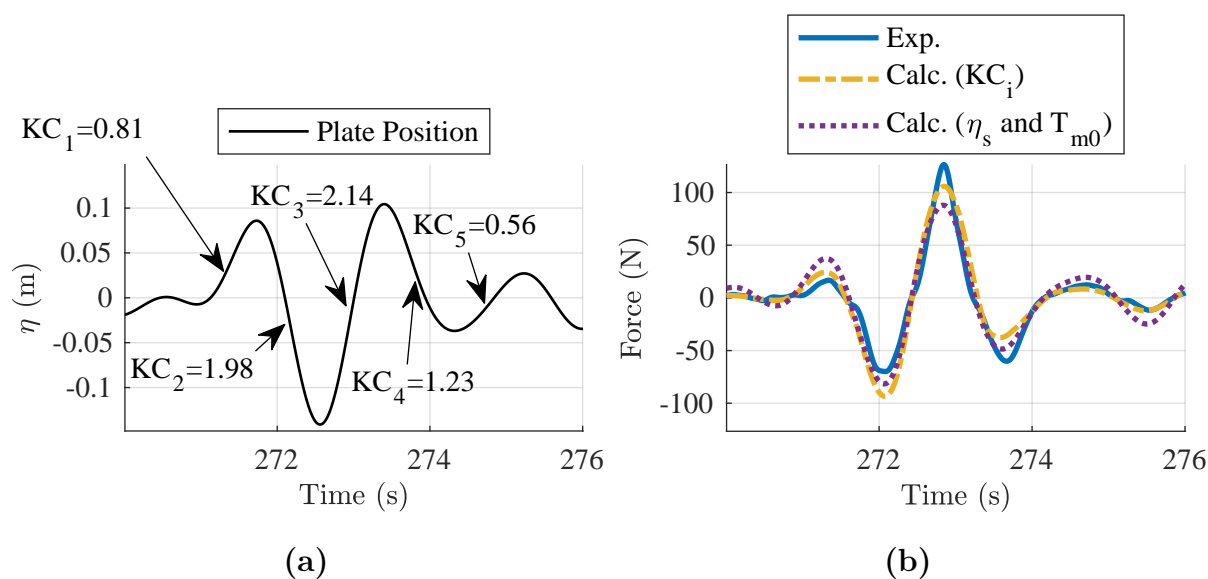 KC1=0.81
Plate Position
KC3=2.14
KC5=0.56
KC2=1.98
KC4=1.23
0.1
0.05
0
-0.05
-0.1
η (m)
272
274
276
Time (s)
(a)
Exp.
Calc. (KCi)
Calc. (ηs and Tm0)
100
50
0
-50
-100
Force (N)
272
274
276
Time (s)
(b)